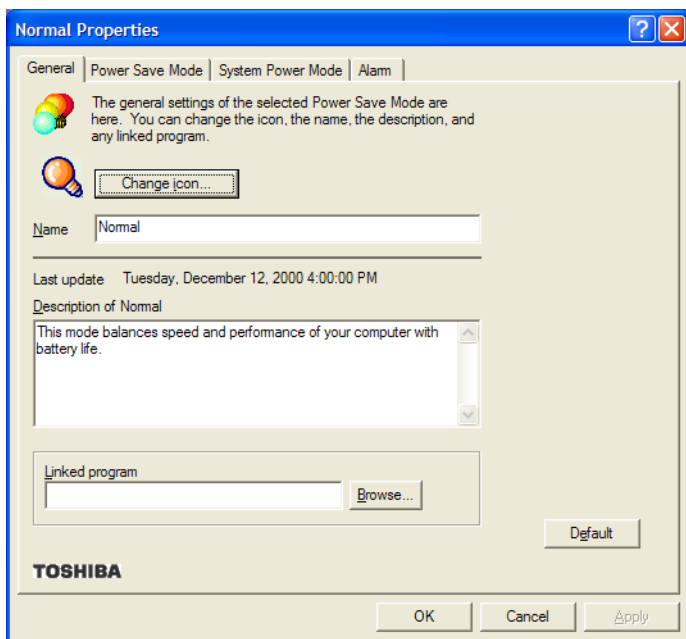 Normal Properties
General Power Save Mode System Power Mode Alarm
The general settings of the selected Power Save Mode are
here. You can change the icon, the name, the description, and
any linked program.
Change icon...
Name Normal
Last update Tuesday, December 12, 2000 4:00:00 PM
Description of Normal
This mode balances speed and performance of your computer with
battery life.
Linked program
Browse...
Default
TOSHIBA
OK Cancel Apply